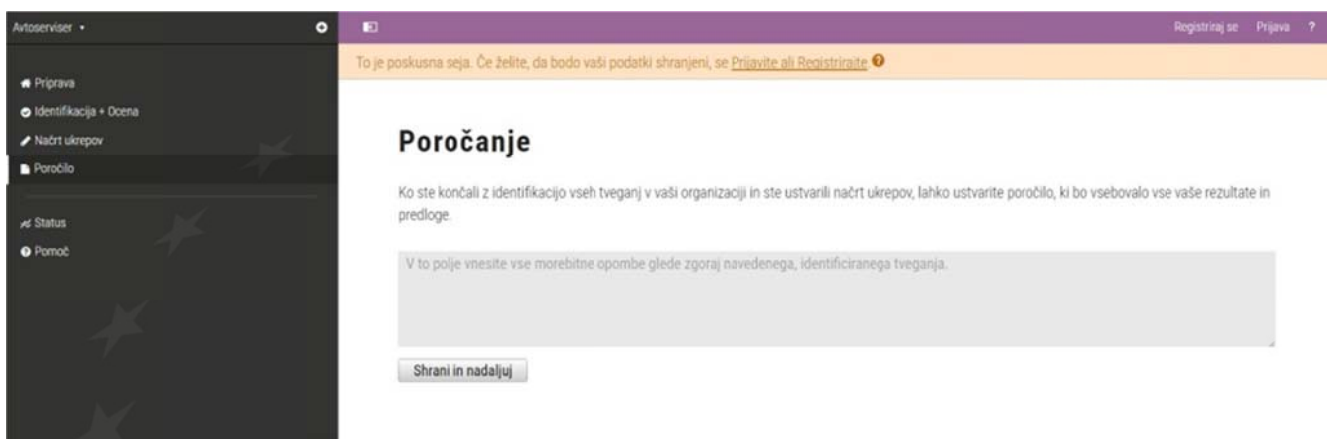 Avtoserviser
Registriraj se Prijava ?
To je poskusna seja. Če želite, da bodo vaši podatki shranjeni, se Prijavite ali Registrirajte
Priprava
Identifikacija + Ocena
Načrt ukrepov
Poročilo
Status
Pomoč
Poročanje
Ko ste končali z identifikacijo vseh tveganj v vaši organizaciji in ste ustvarili načrt ukrepov, lahko ustvarite poročilo, ki bo vsebovalo vse vaše rezultate in
predloge.
V to polje vnesite vse morebitne opombe glede zgoraj navedenega, identificiranega tveganja.
Shrani in nadaljuj